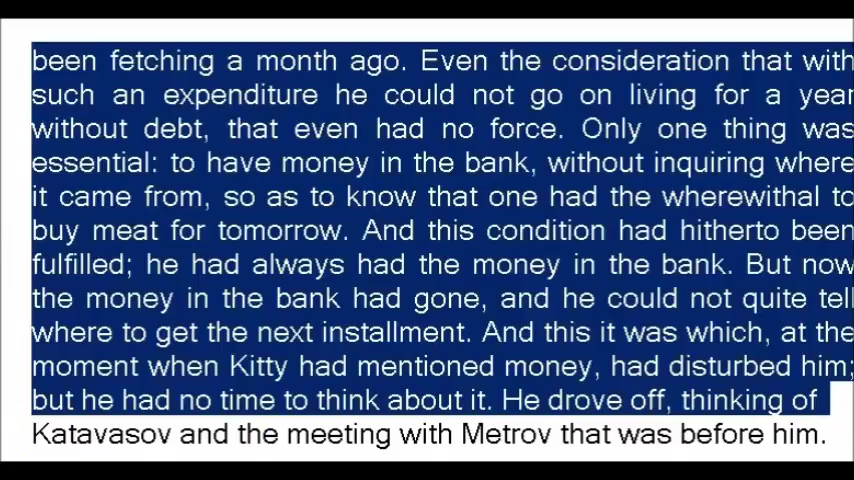 been fetching a month ago. Even the consideration that with
such an expenditure he could not go on living for a year
without debt, that even had no force. Only one thing was
essential: to have money in the bank, without inquiring where
it came from, so as to know that one had the wherewithal to
buy meat for tomorrow. And this condition had hitherto been
fulfilled; he had always had the money in the bank. But now
the money in the bank had gone, and he could not quite tell
where to get the next installment. And this it was which, at the
moment when Kitty had mentioned money, had disturbed him;
but he had no time to think about it. He drove off, thinking of
Katavasov and the meeting with Metrov that was before him.